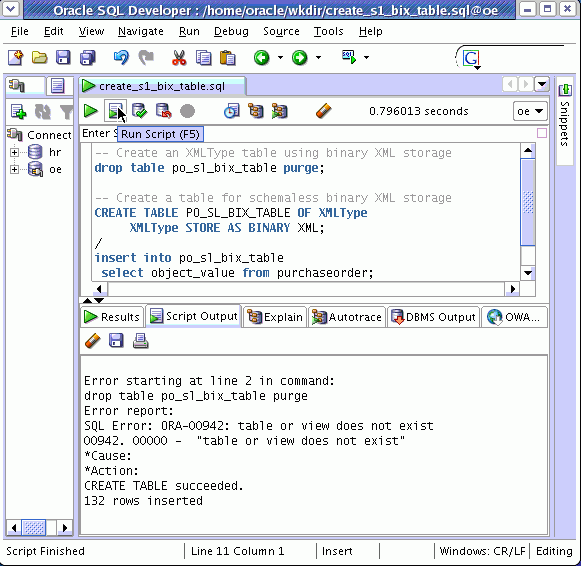 Oracle SQL Developer : /home/oracle/wkdir/create_s1_bix_table.sql@oe
File Edit View Navigate Run Debug Source Tools Help
SQL
G
create_s1_bix_table.sql
0.796013 seconds
oe
Connect
Enter S
Run Script (F5)
Snippets
hr
oe
-- Create an XMLType table using binary XML storage
drop table po_sl_bix_table purge;
-- Create a table for schemaless binary XML storage
CREATE TABLE PO_SL_BIX_TABLE OF XMLType
XMLType STORE AS BINARY XML;
/
insert into po_sl_bix_table
select object_value from purchaseorder;
Results Script Output Explain Autotrace DBMS Output OWA...
Error starting at line 2 in command:
drop table po_sl_bix_table purge
Error report:
SQL Error: ORA-00942: table or view does not exist
00942. 00000 - "table or view does not exist"
*Cause:
*Action:
CREATE TABLE succeeded.
132 rows inserted
Script Finished Line 11 Column 1 Insert Windows: CR/LF Editing